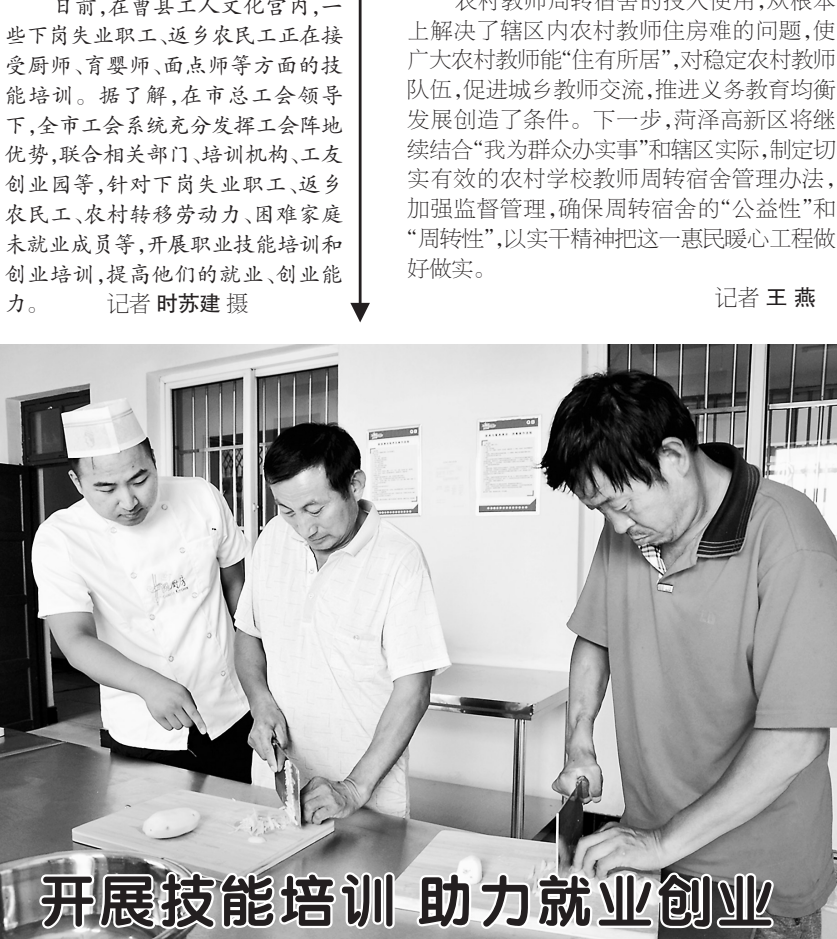 日前,在曹县工人文化宫内,一
些下岗失业职工、返乡农民工正在接
受厨师、育婴师、面点师等方面的技
能培训。据了解,在市总工会领导
下,全市工会系统充分发挥工会阵地
优势,联合相关部门、培训机构、工友
创业园等,针对下岗失业职工、返乡
农民工、农村转移劳动力、困难家庭
未就业成员等,开展职业技能培训和
创业培训,提高他们的就业、创业能
力。 记者 时苏建 摄
农村教师周转宿舍的投入使用,从根本
上解决了辖区内农村教师住房难的问题,使
广大农村教师能“住有所居”,对稳定农村教师
队伍,促进城乡教师交流,推进义务教育均衡
发展创造了条件。下一步,菏泽高新区将继
续结合“我为群众办实事”和辖区实际,制定切
实有效的农村学校教师周转宿舍管理办法,
加强监督管理,确保周转宿舍的“公益性”和
“周转性”,以实干精神把这一惠民暖心工程做
好做实。
记者 王 燕
开展技能培训 助力就业创业